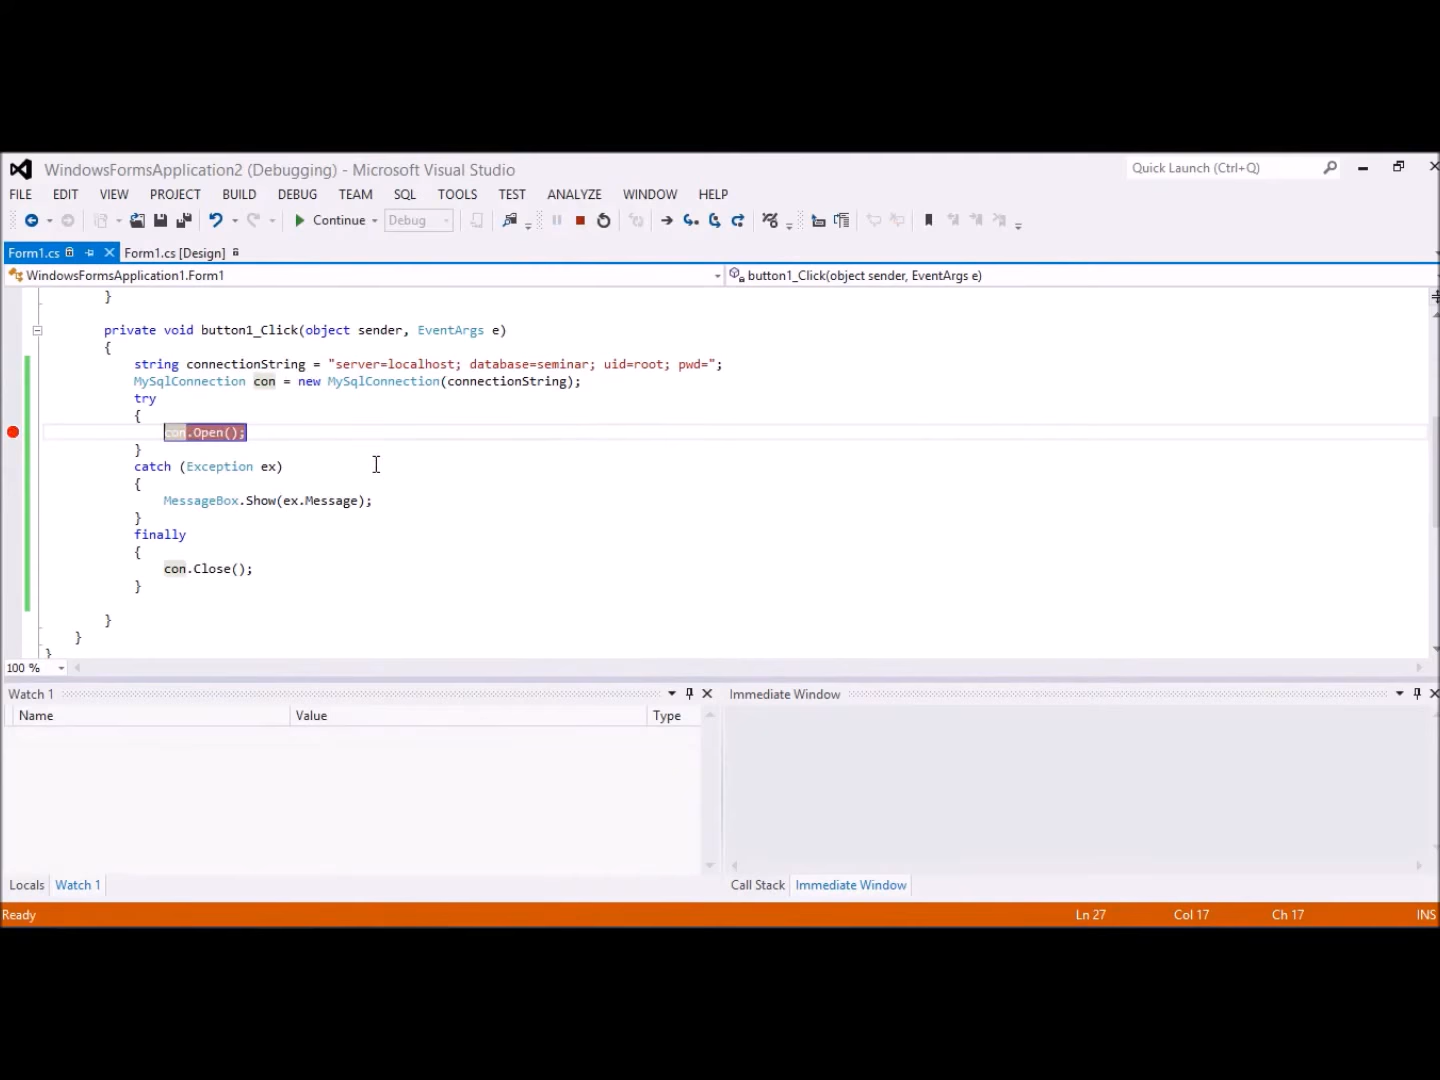 WindowsFormsApplication2 (Debugging) - Microsoft Visual Studio
Quick Launch (Ctrl+Q)
FILE EDIT VIEW PROJECT BUILD DEBUG TEAM SQL TOOLS TEST ANALYZE WINDOW HELP
Continue Debug
Form1.cs Form1.cs [Design]
WindowsFormsApplication1.Form1 button1_Click(object sender, EventArgs e)
}
private void button1_Click(object sender, EventArgs e)
{
string connectionString = "server=localhost; database=seminar; uid=root; pwd=";
MySqlConnection con = new MySqlConnection(connectionString);
try
{
con.Open();
}
catch (Exception ex)
{
MessageBox.Show(ex.Message);
}
finally
{
con.Close();
}
}
}
}
100 %
Watch 1 Immediate Window
Name Value Type
Locals Watch 1 Call Stack Immediate Window
Ready Ln 27 Col 17 Ch 17 INS